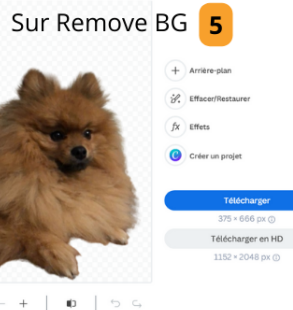 Sur Remove BG 5
Arrière-plan
Effacer/Restaurer
fx Effets
C Créer un projet
Télécharger
375 * 666 px
Télécharger en HD
1152 * 2048 px